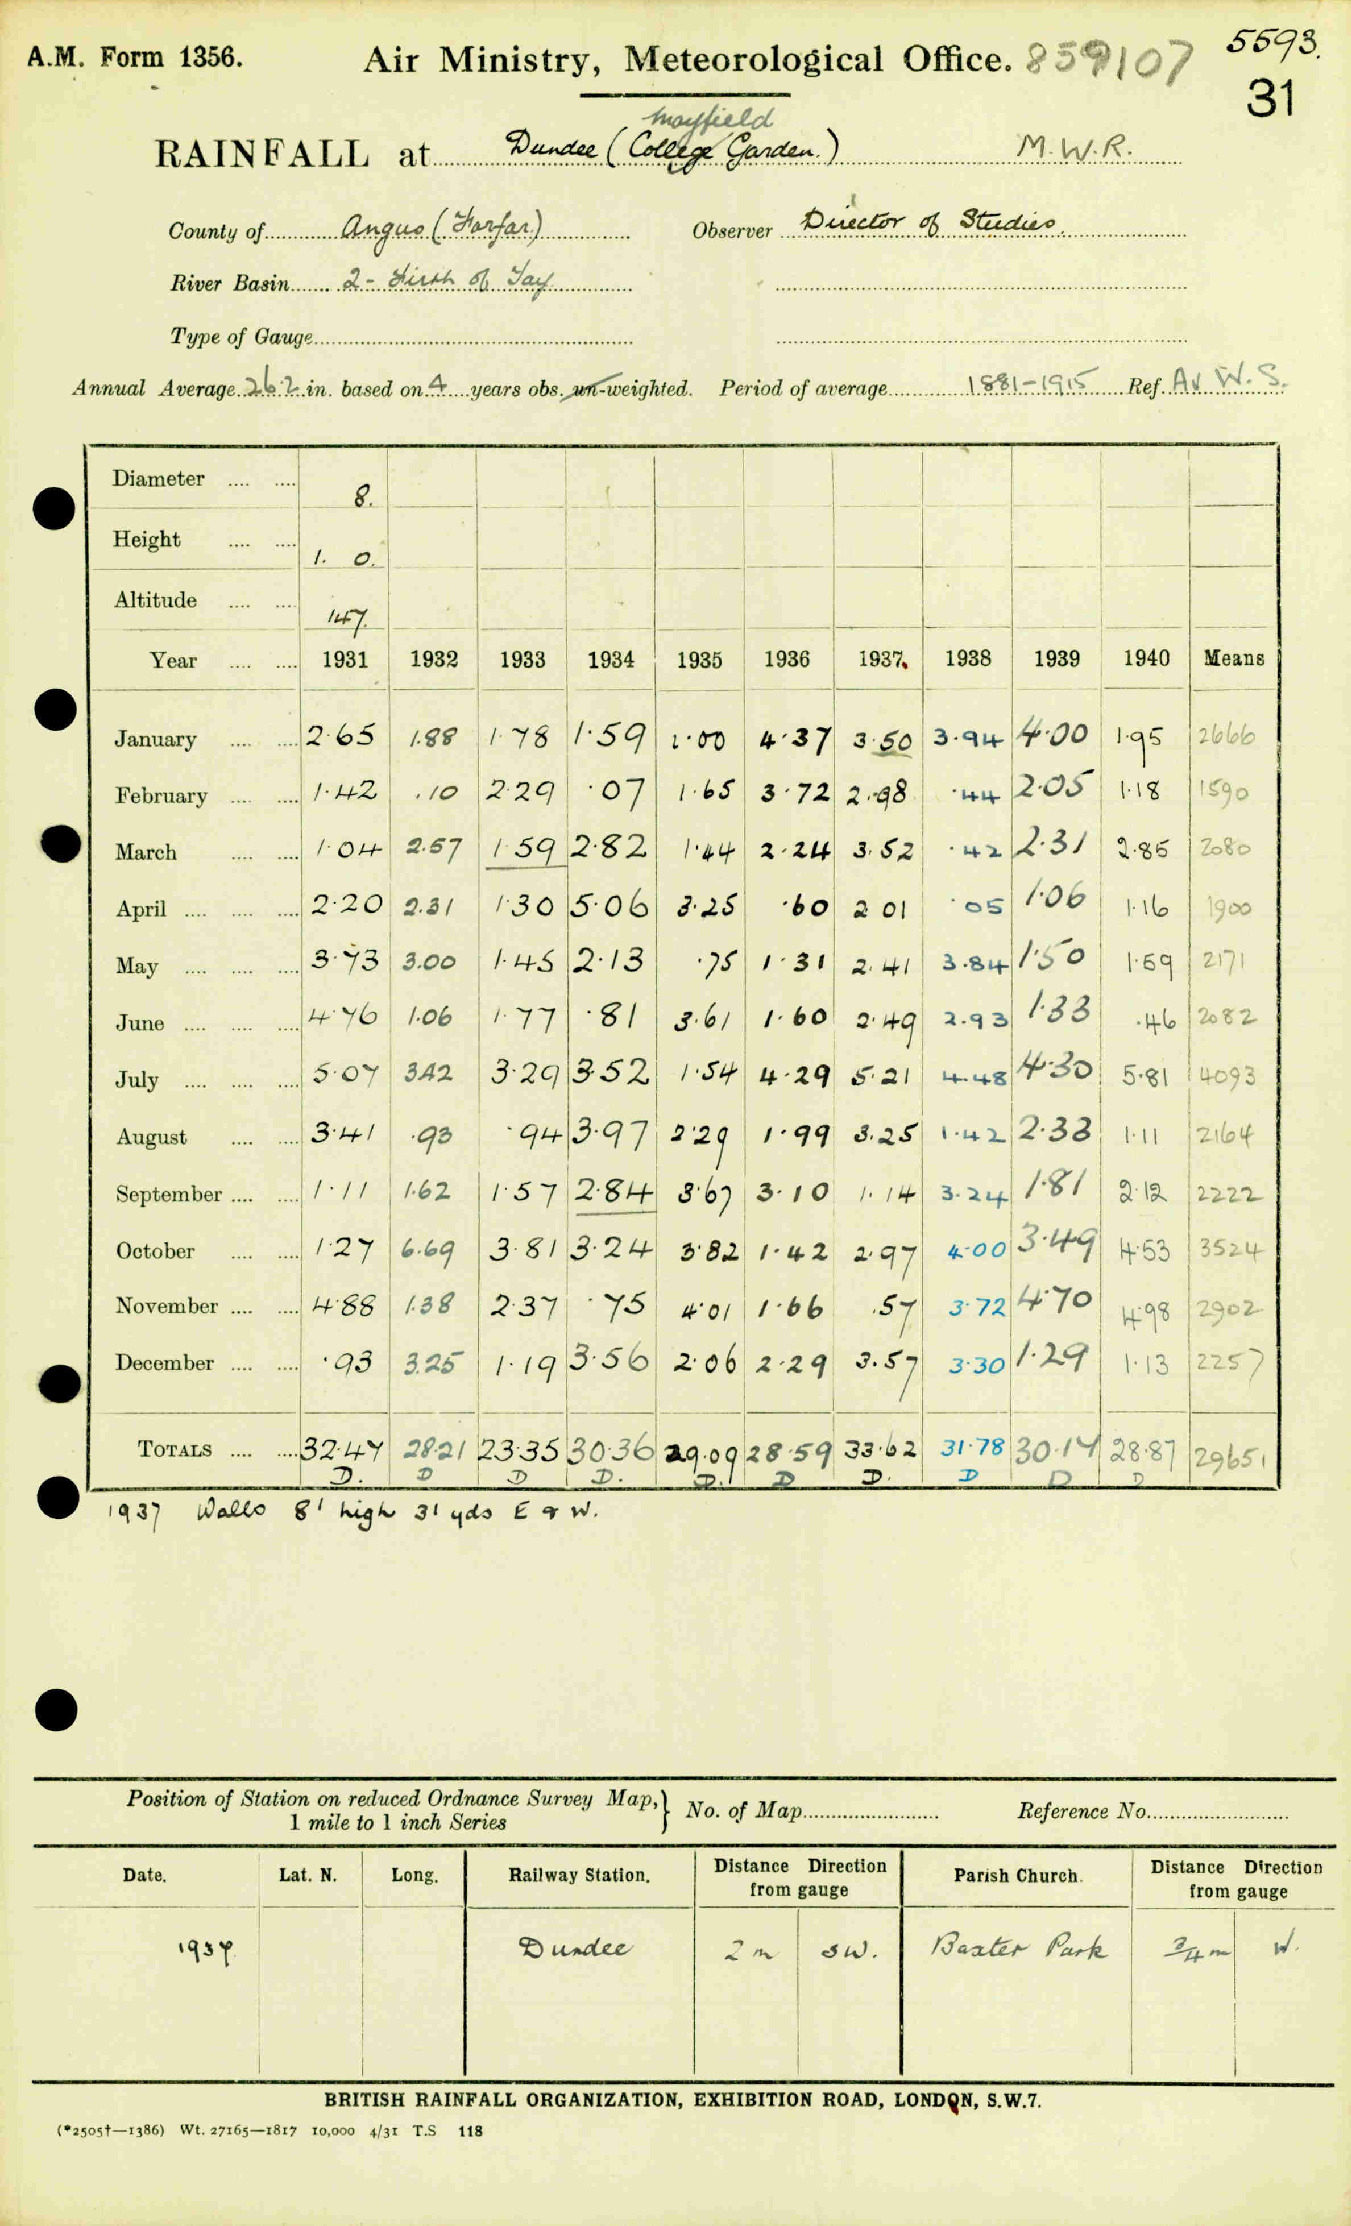 A.M. Form 1356. Air Ministry, Meteorological Office. 859107 5593.
31
Mayfield
RAINFALL at Dundee (College Garden.) M.W.R.
County of Angus (Forfar) Observer Director of Studies.
River Basin 2- Firth of Tay
Type of Gauge
Annual Average 26.2 in. based on 4 years obs. un-weighted. Period of average 1881-1915 Ref. Av W.S.
Diameter 8.
Height 1. 0.
Altitude 147.
Year 1931 1932 1933 1934 1935 1936 1937. 1938 1939 1940 Means
January 2.65 1.88 1.78 1.59 1.00 4.37 3.50 3.94 4.00 1.95 2666
February 1.42 .10 2.29 .07 1.65 3.72 2.98 .44 2.05 1.18 1590
March 1.04 2.57 1.59 2.82 1.44 2.24 3.52 .42 2.31 2.85 2080
April 2.20 2.31 1.30 5.06 3.25 .60 2.01 .05 1.06 1.16 1900
May 3.73 3.00 1.45 2.13 .75 1.31 2.41 3.84 1.50 1.59 2171
June 4.76 1.06 1.77 .81 3.61 1.60 2.49 2.93 1.33 .46 2082
July 5.07 3.42 3.29 3.52 1.54 4.29 5.21 4.48 4.30 5.81 4093
August 3.41 .93 .94 3.97 2.29 1.99 3.25 1.42 2.33 1.11 2164
September 1.11 1.62 1.57 2.84 3.67 3.10 1.14 3.24 1.81 2.12 2222
October 1.27 6.69 3.81 3.24 3.82 1.42 2.97 4.00 3.49 4.53 3524
November 4.88 1.38 2.37 .75 4.01 1.66 .57 3.72 4.70 4.98 2902
December .93 3.25 1.19 3.56 2.06 2.29 3.57 3.30 1.29 1.13 2257
TOTALS 32.47 28.21 23.35 30.36 29.09 28.59 33.62 31.78 30.17 28.87 29651
D. D D D. D. D D. D D D
1937 Walls 8' high 31 yds E & W.
Position of Station on reduced Ordnance Survey Map,} No. of Map Reference No.
1 mile to 1 inch Series
Date. Lat. N. Long. Railway Station. Distance Direction from gauge Parish Church. Distance Direction from gauge
1937. Dundee 2 m SW. Baxter Park 3/4 m W.
BRITISH RAINFALL ORGANIZATION, EXHIBITION ROAD, LONDON, S.W.7.
(*2505†—1386) Wt. 27165—1817 10,000 4/31 T.S 118